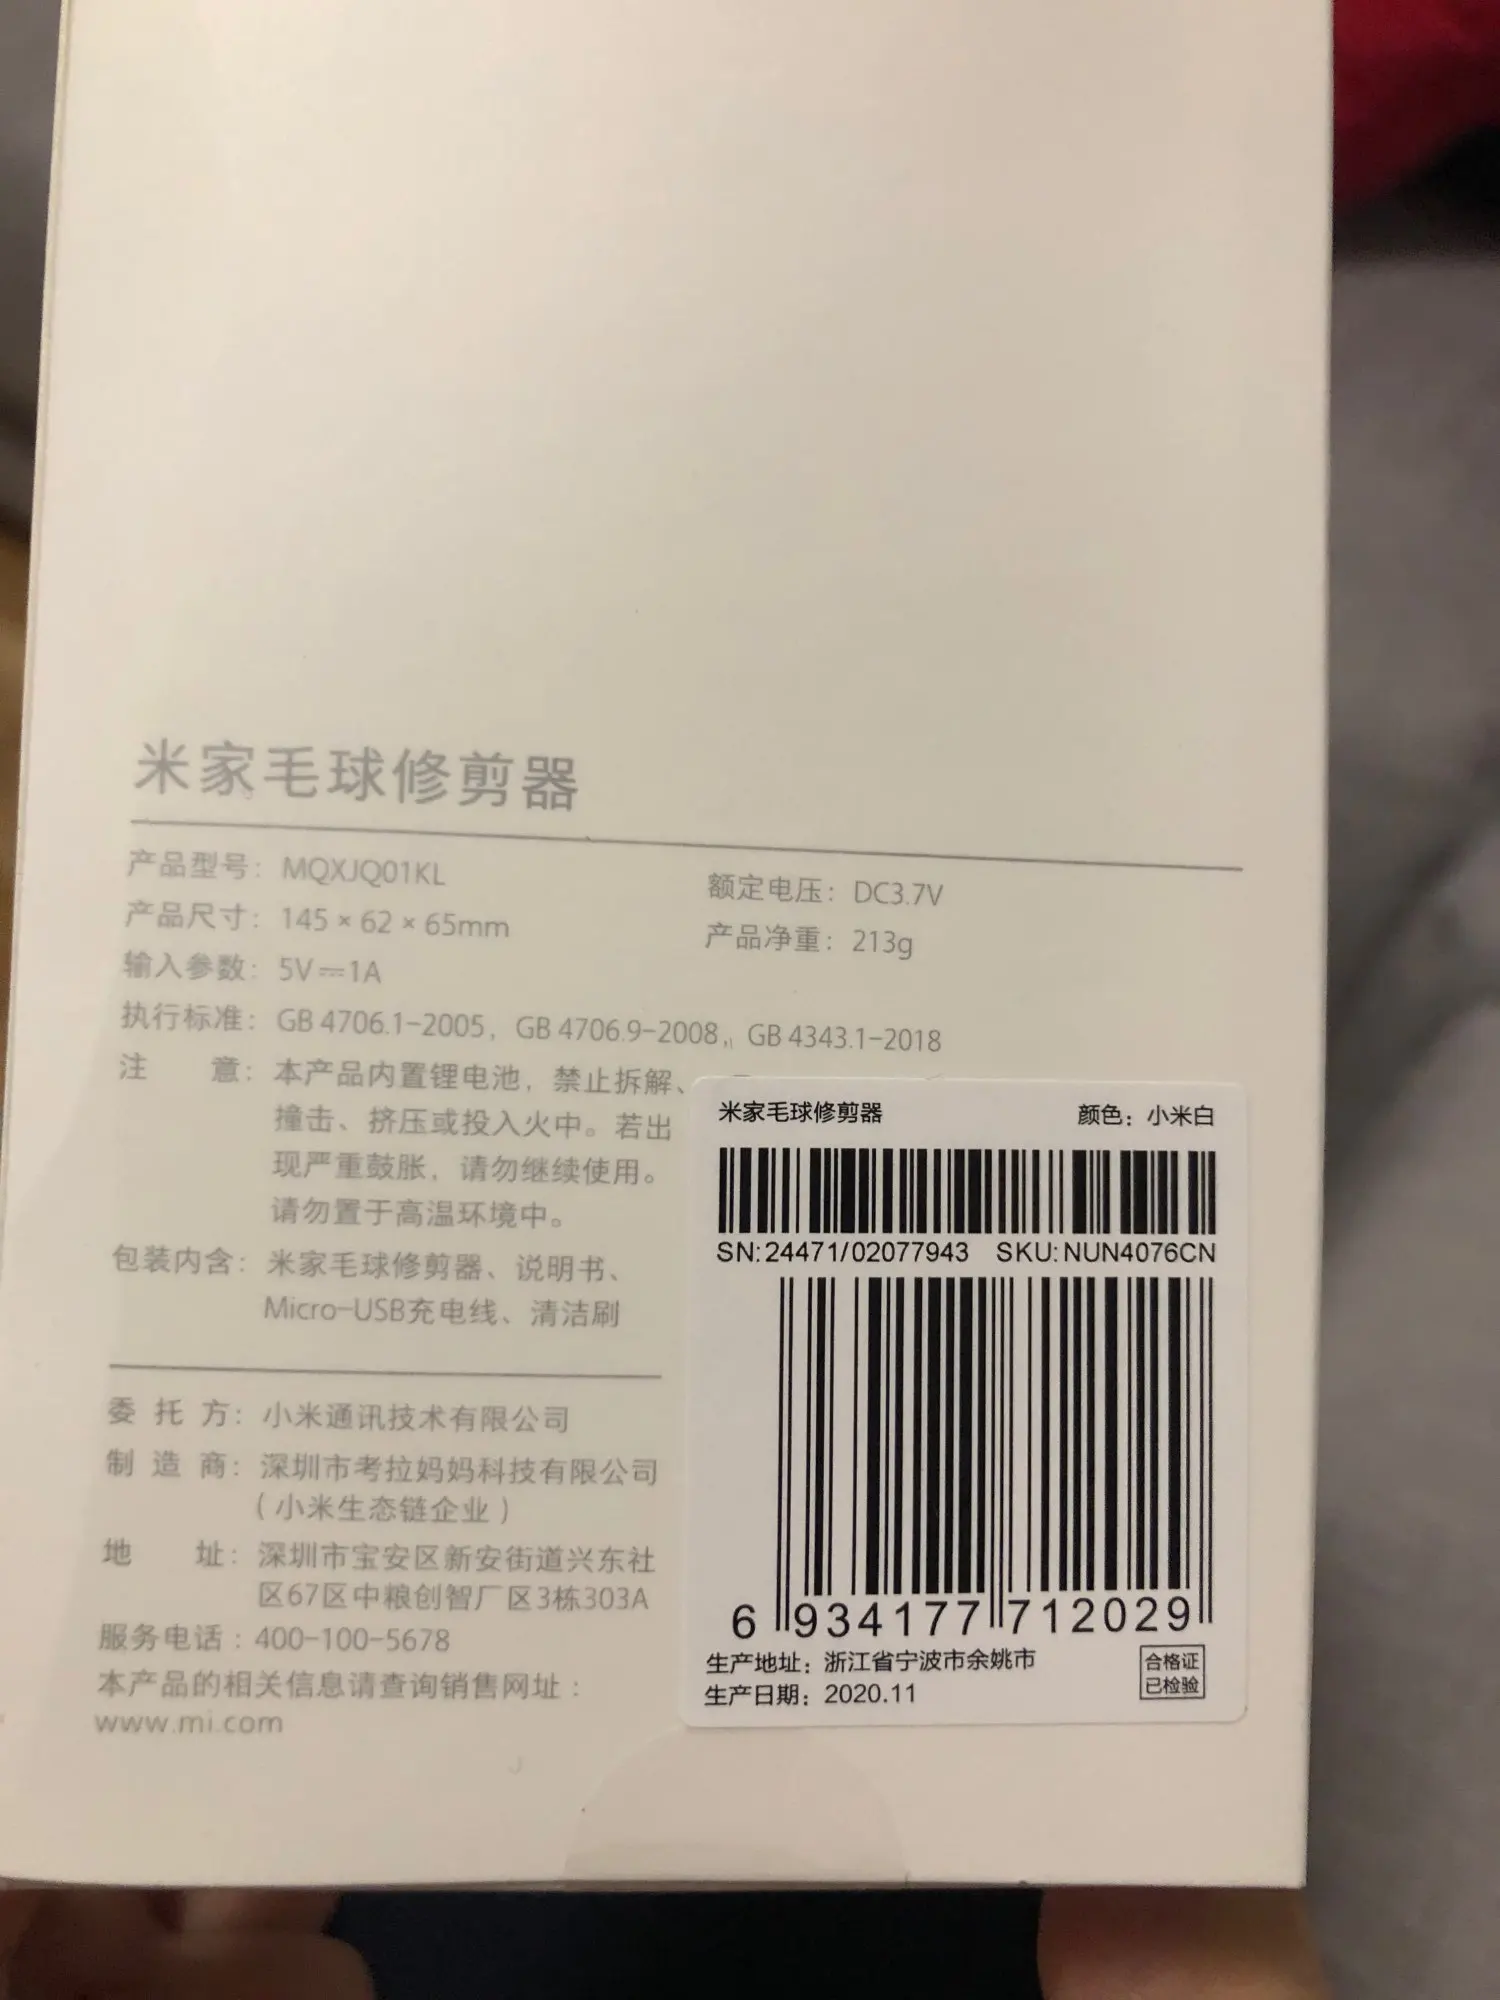 米家毛球修剪器
产品型号：MQXJQ01KL
额定电压：DC3.7V
产品尺寸：145 × 62 × 65mm
产品净重：213g
输入参数：5V⎓1A
执行标准：GB 4706.1-2005，GB 4706.9-2008，GB 4343.1-2018
注 意：本产品内置锂电池，禁止拆解、
撞击、挤压或投入火中。若出
现严重鼓胀，请勿继续使用。
请勿置于高温环境中。
包装内含：米家毛球修剪器、说明书、
Micro-USB充电线、清洁刷
委 托 方：小米通讯技术有限公司
制 造 商：深圳市考拉妈妈科技有限公司
（小米生态链企业）
地 址：深圳市宝安区新安街道兴东社
区67区中粮创智厂区3栋303A
服务电话：400-100-5678
本产品的相关信息请查询销售网址：
www.mi.com
米家毛球修剪器 颜色：小米白
SN:24471/02077943 SKU:NUN4076CN
6 934177 712029
生产地址：浙江省宁波市余姚市
生产日期：2020.11
合格证
已检验